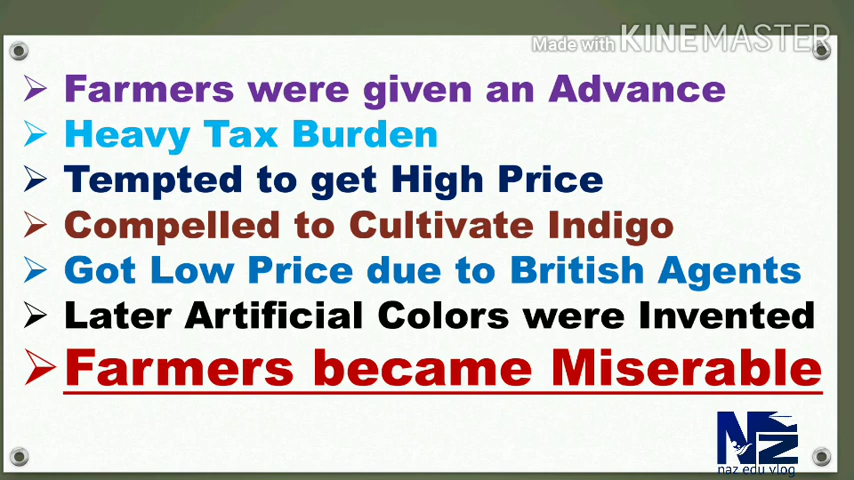 Made with KINEMASTER
Farmers were given an Advance
Heavy Tax Burden
Tempted to get High Price
Compelled to Cultivate Indigo
Got Low Price due to British Agents
Later Artificial Colors were Invented
Farmers became Miserable
NZ
naz edu vlog